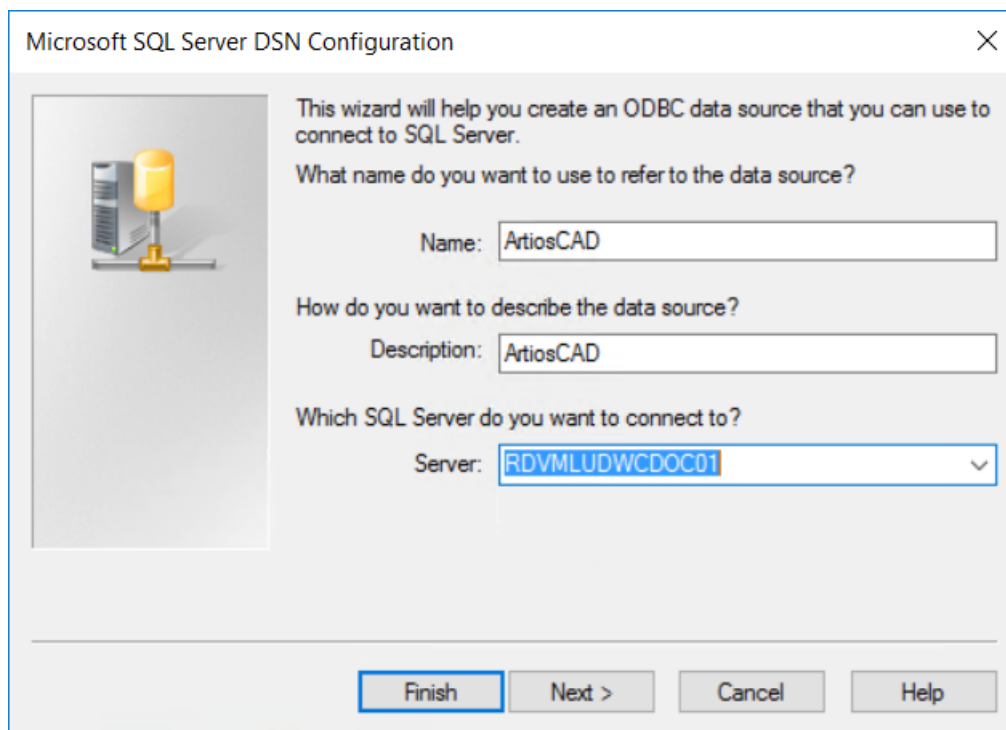 Microsoft SQL Server DSN Configuration
This wizard will help you create an ODBC data source that you can use to
connect to SQL Server.
What name do you want to use to refer to the data source?
Name: ArtiosCAD
How do you want to describe the data source?
Description: ArtiosCAD
Which SQL Server do you want to connect to?
Server: RDVMLUDWCDOC01
Finish Next > Cancel Help